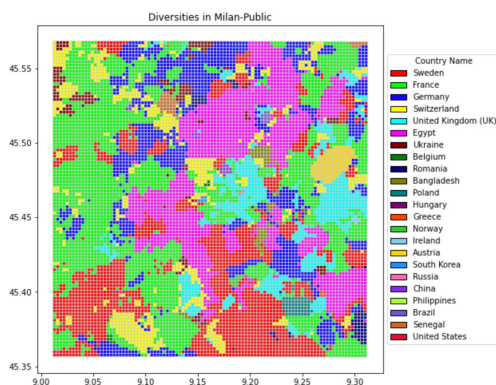 Diversities in Milan-Public
45.55
45.50
45.45
45.40
45.35
9.00 9.05 9.10 9.15 9.20 9.25 9.30
Country Name
Sweden
France
Germany
Switzerland
United Kingdom (UK)
Egypt
Ukraine
Belgium
Romania
Bangladesh
Poland
Hungary
Greece
Norway
Ireland
Austria
South Korea
Russia
China
Philippines
Brazil
Senegal
United States